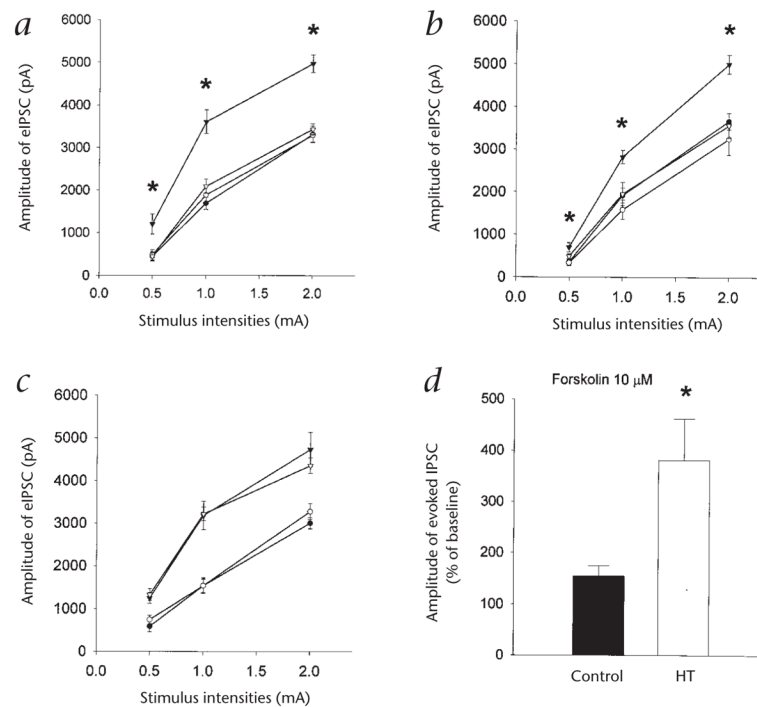 a
6000
5000
4000
3000
2000
1000
0
Amplitude of eIPSC (pA)
*
*
*
0.0 0.5 1.0 1.5 2.0
Stimulus intensities (mA)
b
6000
5000
4000
3000
2000
1000
0
Amplitude of eIPSC (pA)
*
*
*
0.0 0.5 1.0 1.5 2.0
Stimulus intensities (mA)
c
6000
5000
4000
3000
2000
1000
0
Amplitude of eIPSC (pA)
0.0 0.5 1.0 1.5 2.0
Stimulus intensities (mA)
d
Forskolin 10 μM
*
500
400
300
200
100
0
Amplitude of evoked IPSC
(% of baseline)
Control HT